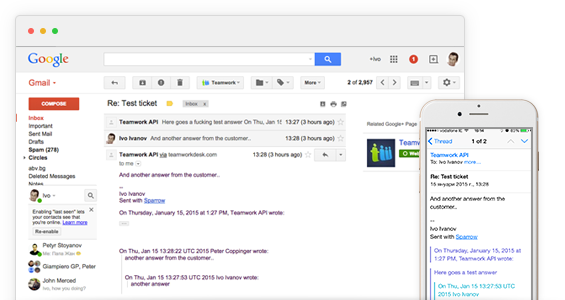 Google
+Ivo
1
Gmail
Teamwork
More
2 of 2,957
COMPOSE
Re: Test ticket
Inbox x
Inbox
Important
Sent Mail
Drafts
Spam (278)
Circles
abv.bg
Deleted Messages
Notes
Teamwork API Here goes a fucking test answer On Thu, Jan 15 13:27 (3 hours ago)
Ivo Ivanov And another answer from the customer.. 13:28 (3 hours ago)
Teamwork API via teamworkdesk.com 13:28 (3 hours ago)
to me
And another answer from the customer..
--
Ivo Ivanov
Sent with Sparrow
On Thursday, January 15, 2015 at 1:27 PM, Teamwork API wrote:
On Thu, Jan 15 13:28:22 UTC 2015 Peter Coppinger wrote:
another answer from the customer..
On Thu, Jan 15 13:27:53 UTC 2015 Ivo Ivanov wrote:
Related Google+ Page
Teamwork
Ivo
Enabling "last seen" lets your contacts see that you're online. Learn more
Re-enable
Petyr Stoyanov
Giampiero GP, Peter
John Merced
Ivo, how you doing?
vodafone IE
Thread
1 of 2
Teamwork API
To: Ivo Ivanov more...
Re: Test ticket
15 януари 2015 г., 13:28
And another answer from the customer..
--
Ivo Ivanov
Sent with Sparrow
On Thursday, January 15, 2015 at 1:27 PM, Teamwork API wrote:
Here goes a test answer
On Thu, Jan 15 13:27:53 UTC 2015 Ivo Ivanov wrote: